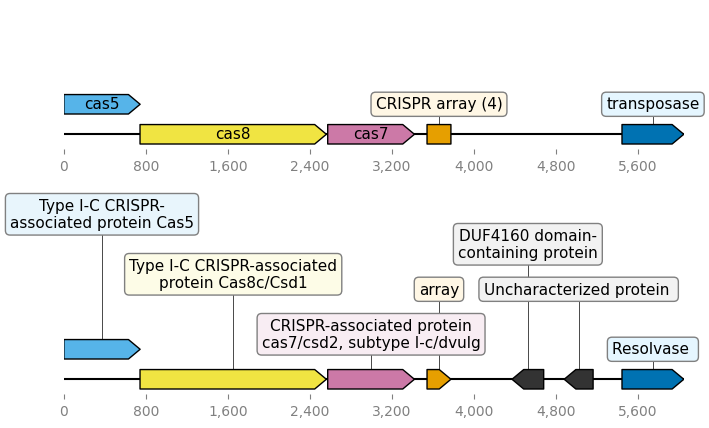 cas5
CRISPR array (4)
transposase
cas8
cas7
0
800
1,600
2,400
3,200
4,000
4,800
5,600
Type I-C CRISPR-
associated protein Cas5
DUF4160 domain-
containing protein
Type I-C CRISPR-associated
protein Cas8c/Csd1
array
Uncharacterized protein
CRISPR-associated protein
cas7/csd2, subtype I-c/dvulg
Resolvase
0
800
1,600
2,400
3,200
4,000
4,800
5,600